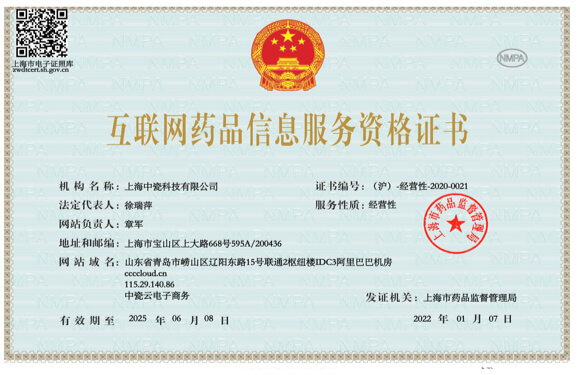 上海市电子证照库
zwdtcert.sh.gov.cn
NMPA
互联网药品信息服务资格证书
机构名称：上海中瓷科技有限公司
证书编号：（沪）-经营性-2020-0021
法定代表人：徐瑞萍
服务性质：经营性
网站负责人：章军
地址和邮编：上海市宝山区上大路668号595A/200436
网站域名：山东省青岛市崂山区辽阳东路15号联通2枢纽楼IDC3阿里巴巴机房
ccccloud.cn
115.29.140.86
中瓷云电子商务
上海市药品监督管理局
发证机关：上海市药品监督管理局
有效期至 2025 年 06 月 08 日
2022 年 01 月 07 日